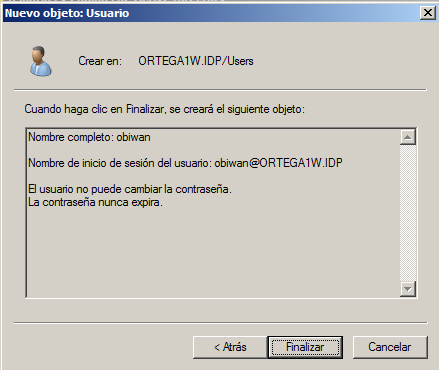 Nuevo objeto: Usuario
Crear en: ORTEGA1W.IDP/Users
Cuando haga clic en Finalizar, se creará el siguiente objeto:
Nombre completo: obiwan
Nombre de inicio de sesión del usuario: obiwan@ORTEGA1W.IDP
El usuario no puede cambiar la contraseña.
La contraseña nunca expira.
< Atrás Finalizar Cancelar